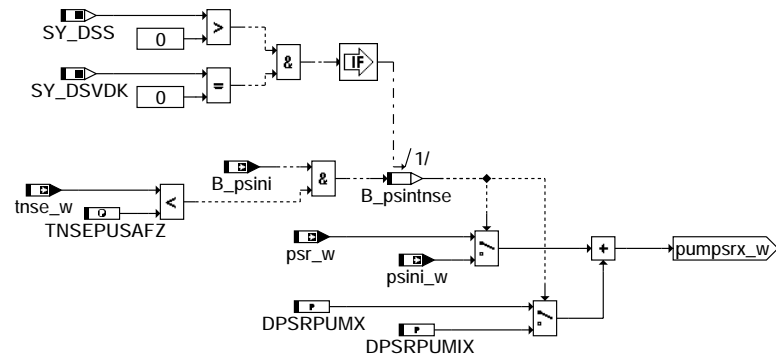 SY_DSS
0
>
&
IF
SY_DSVDK
0
=
B_psini
&
/1/
B_psintnse
tnse_w
<
TNSEPUSAFZ
psr_w
psini_w
+
pumpsrx_w
DPSRPUMX
P
DPSRPUMIX
P